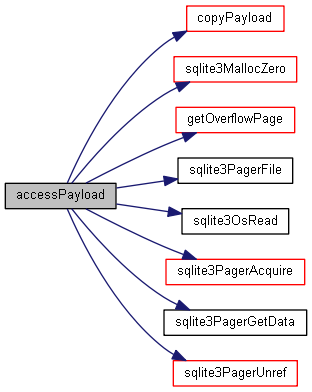 copyPayload
sqlite3MallocZero
getOverflowPage
sqlite3PagerFile
accessPayload
sqlite3OsRead
sqlite3PagerAcquire
sqlite3PagerGetData
sqlite3PagerUnref